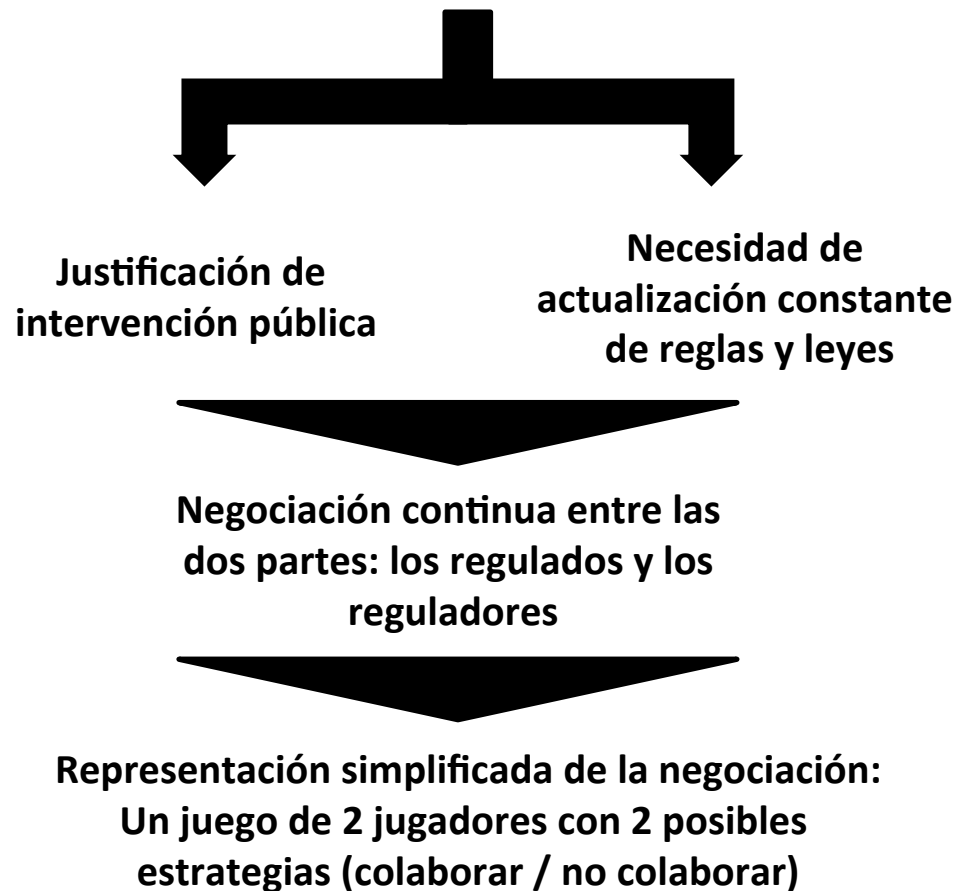 Justificación de
intervención pública
Necesidad de
actualización constante
de reglas y leyes
Negociación continua entre las
dos partes: los regulados y los
reguladores
Representación simplificada de la negociación:
Un juego de 2 jugadores con 2 posibles
estrategias (colaborar / no colaborar)